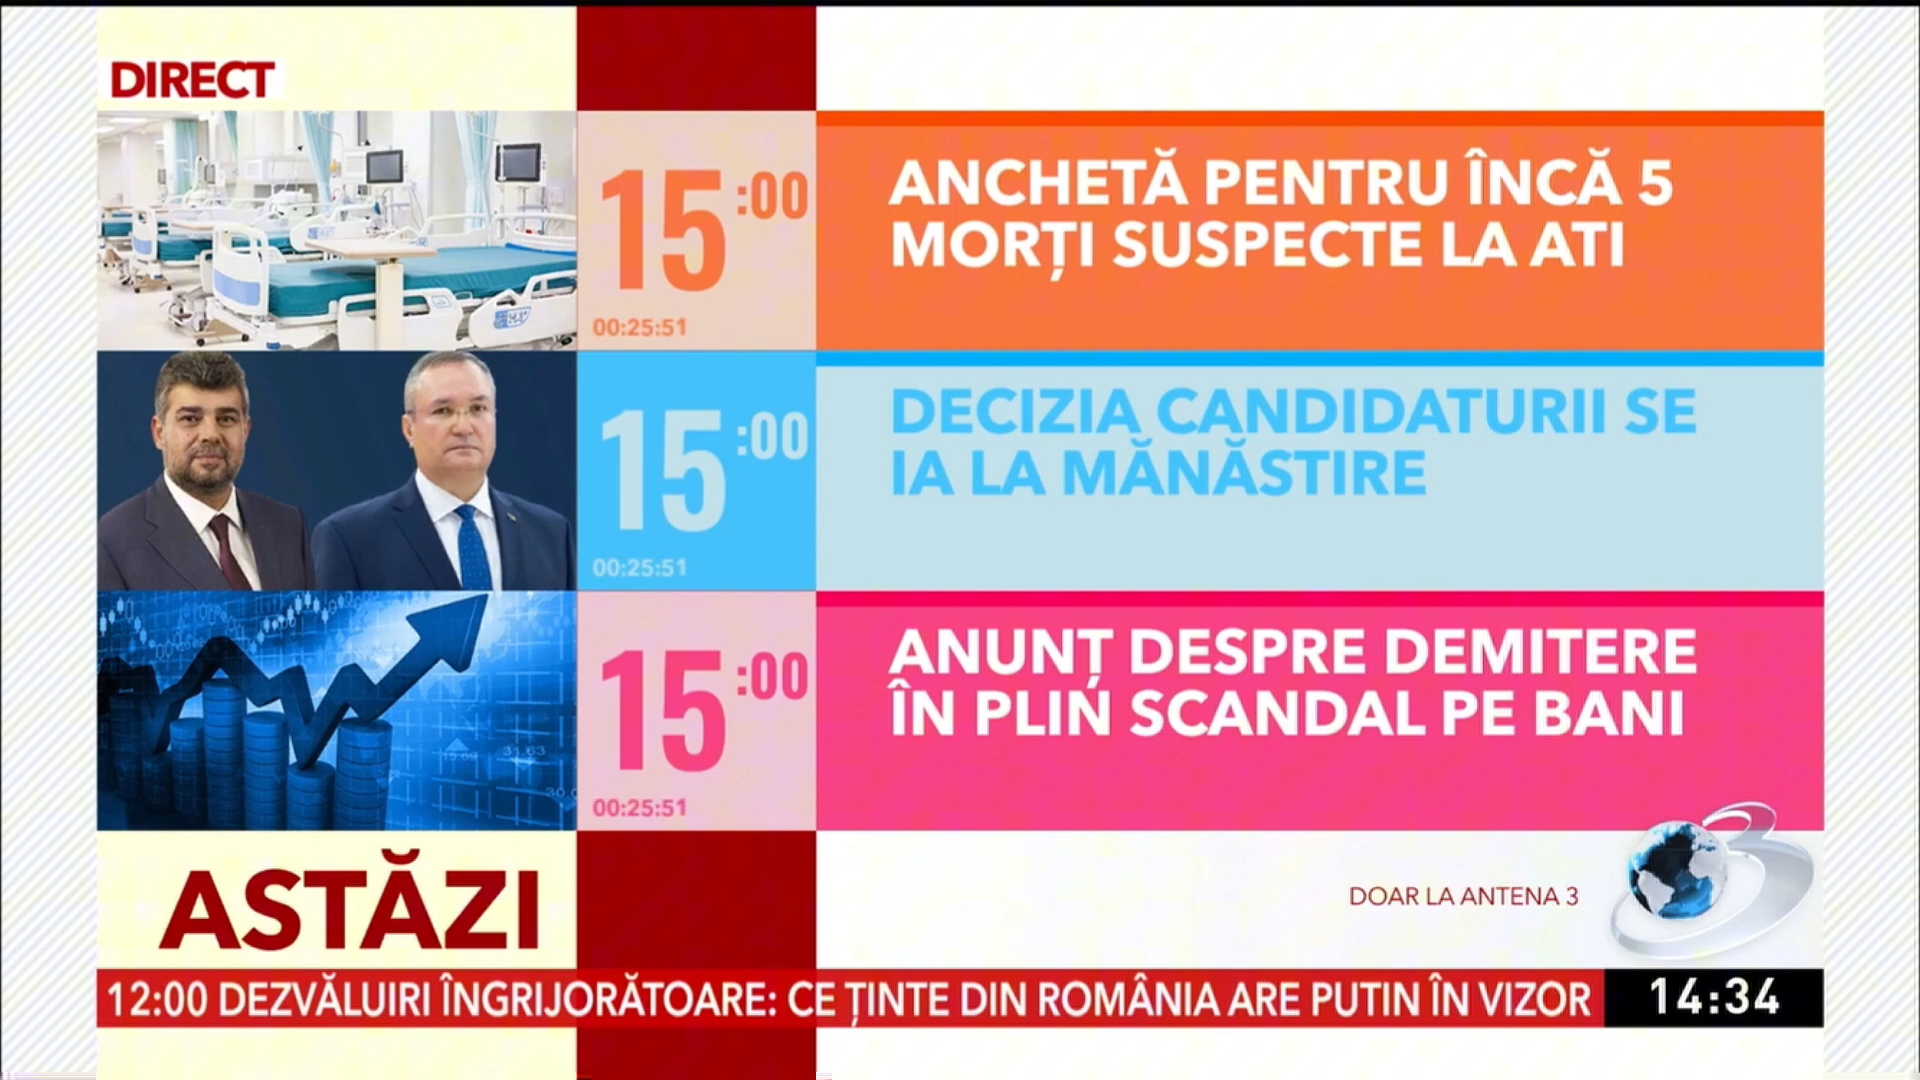 DIRECT
15:00
00:25:51
ANCHETĂ PENTRU ÎNCĂ 5
MORȚI SUSPECTE LA ATI
15:00
00:25:51
DECIZIA CANDIDATURII SE
IA LA MĂNĂSTIRE
15:00
00:25:51
ANUNȚ DESPRE DEMITERE
ÎN PLIN SCANDAL PE BANI
ASTĂZI
DOAR LA ANTENA 3
3
12:00 DEZVĂLUIRI ÎNGRIJORĂTOARE: CE ȚINTE DIN ROMÂNIA ARE PUTIN ÎN VIZOR
14:34